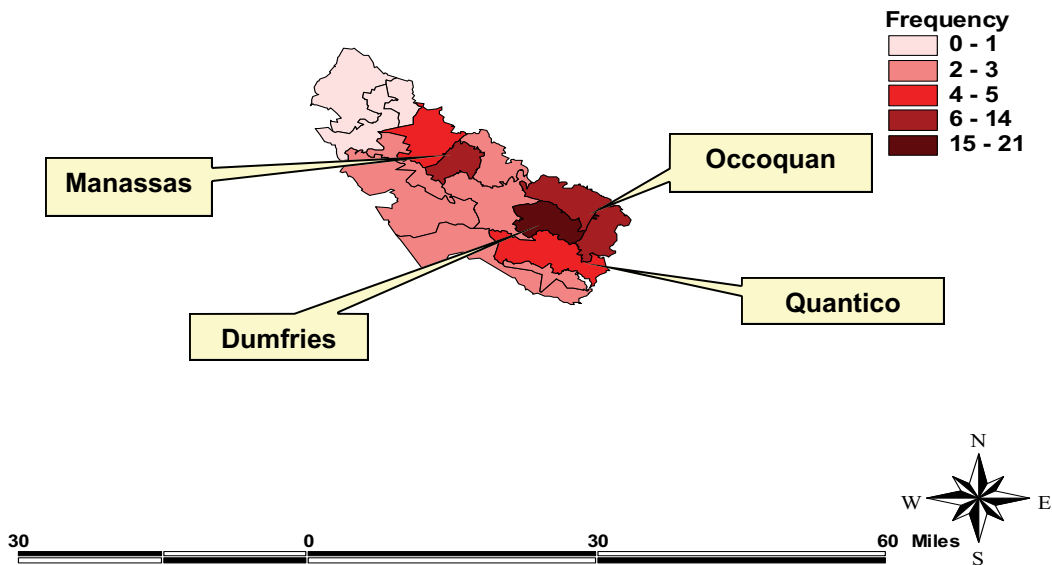 Frequency
0 - 1
2 - 3
4 - 5
6 - 14
15 - 21
Occoquan
Manassas
Quantico
Dumfries
N
W E
S
30 0 30 60 Miles